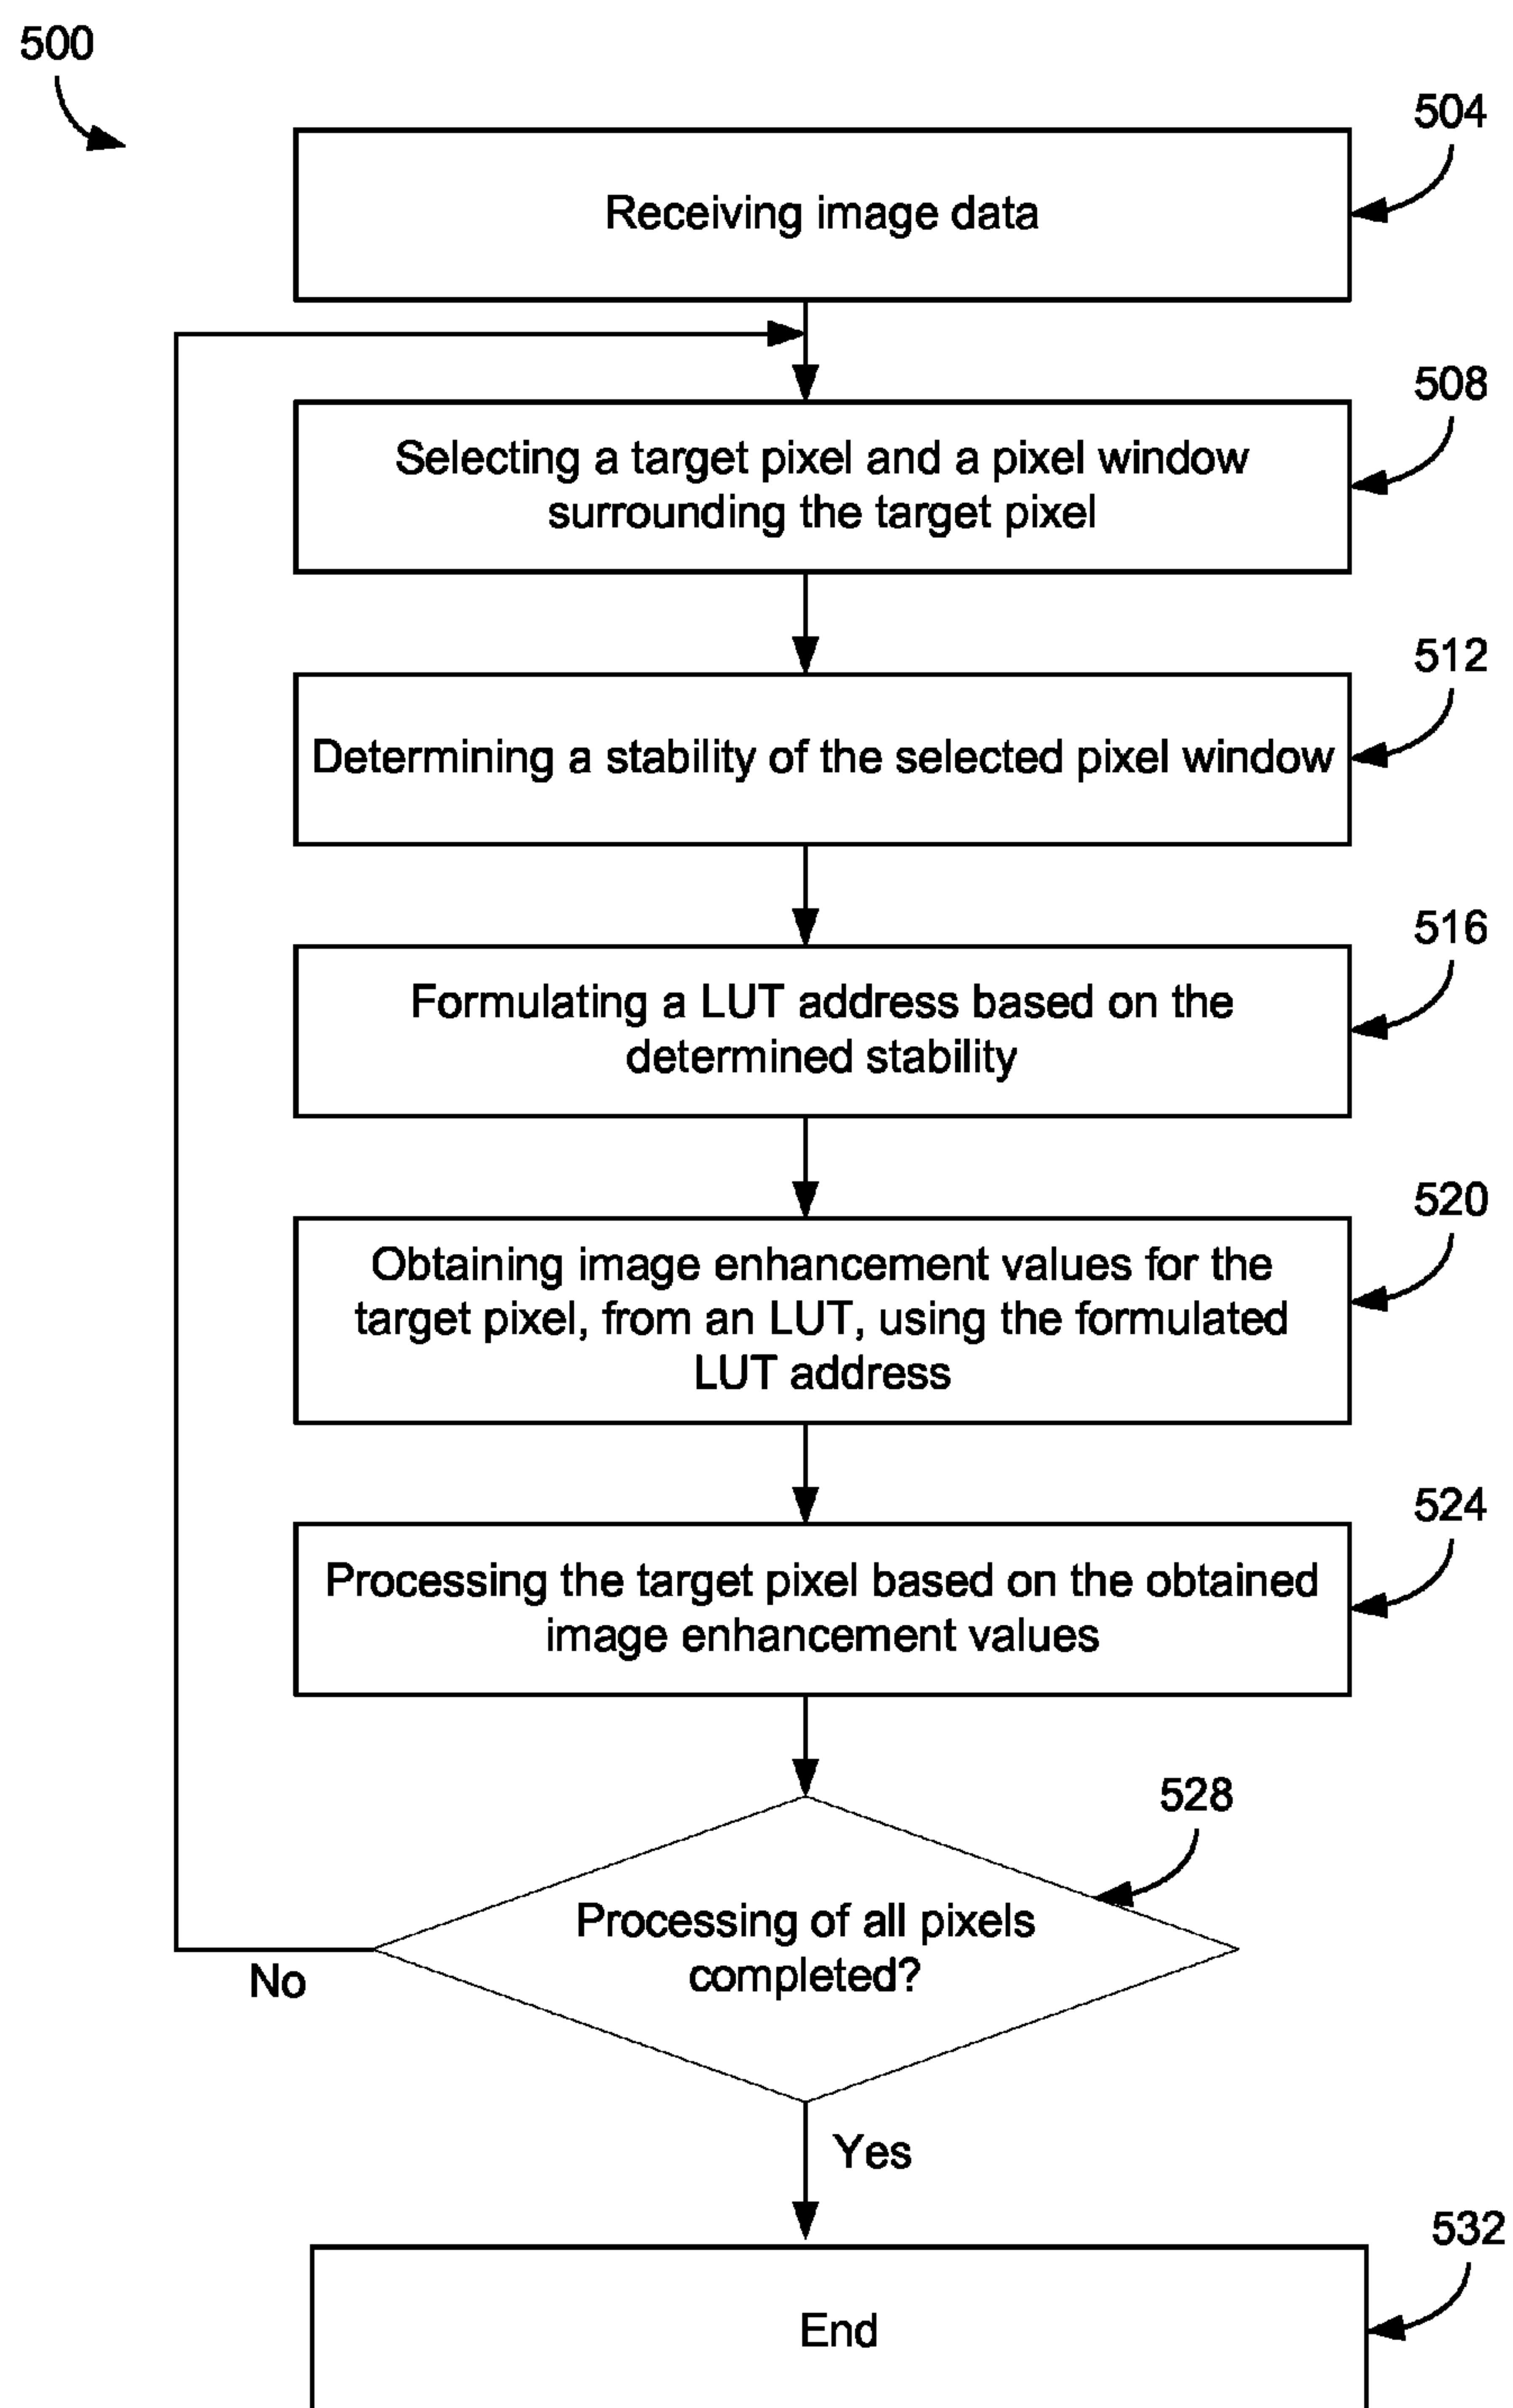 500
504
Receiving image data
508
Selecting a target pixel and a pixel window
surrounding the target pixel
512
Determining a stability of the selected pixel window
516
Formulating a LUT address based on the
determined stability
520
Obtaining image enhancement values for the
target pixel, from an LUT, using the formulated
LUT address
524
Processing the target pixel based on the obtained
image enhancement values
528
Processing of all pixels
completed?
No
Yes
532
End